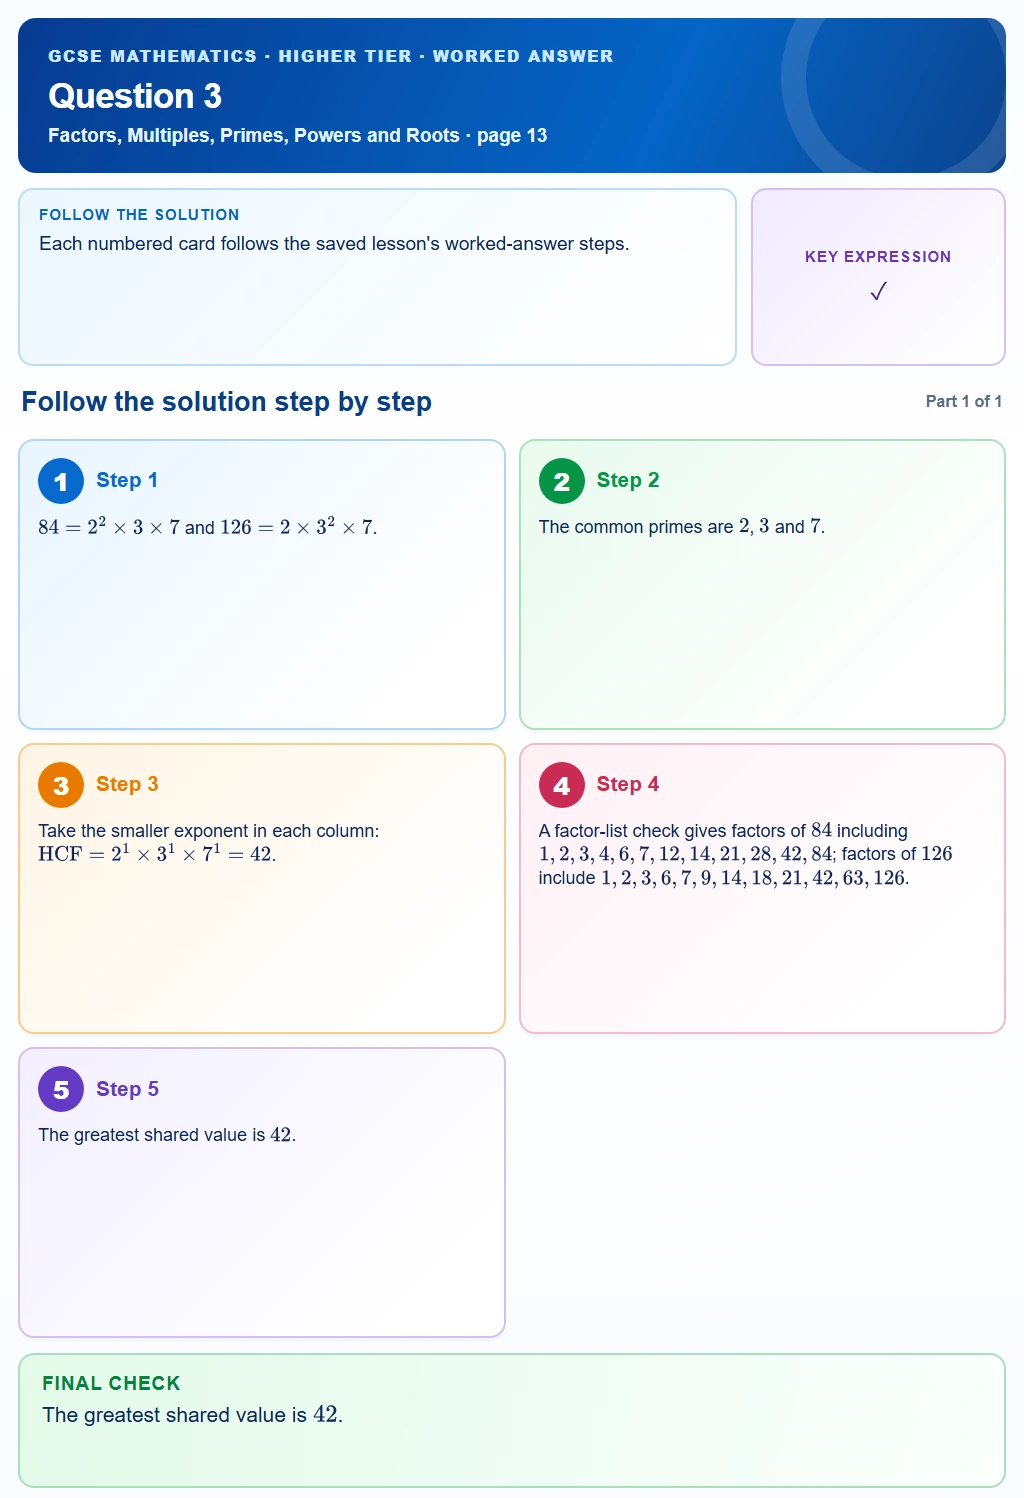 GCSE MATHEMATICS · HIGHER TIER · WORKED ANSWER
Question 3
Factors, Multiples, Primes, Powers and Roots · page 13
FOLLOW THE SOLUTION
Each numbered card follows the saved lesson's worked-answer steps.
KEY EXPRESSION
✓
Follow the solution step by step
Part 1 of 1
1 Step 1
84 = 2² × 3 × 7 and 126 = 2 × 3² × 7.
2 Step 2
The common primes are 2, 3 and 7.
3 Step 3
Take the smaller exponent in each column:
HCF = 2¹ × 3¹ × 7¹ = 42.
4 Step 4
A factor-list check gives factors of 84 including
1, 2, 3, 4, 6, 7, 12, 14, 21, 28, 42, 84; factors of 126
include 1, 2, 3, 6, 7, 9, 14, 18, 21, 42, 63, 126.
5 Step 5
The greatest shared value is 42.
FINAL CHECK
The greatest shared value is 42.